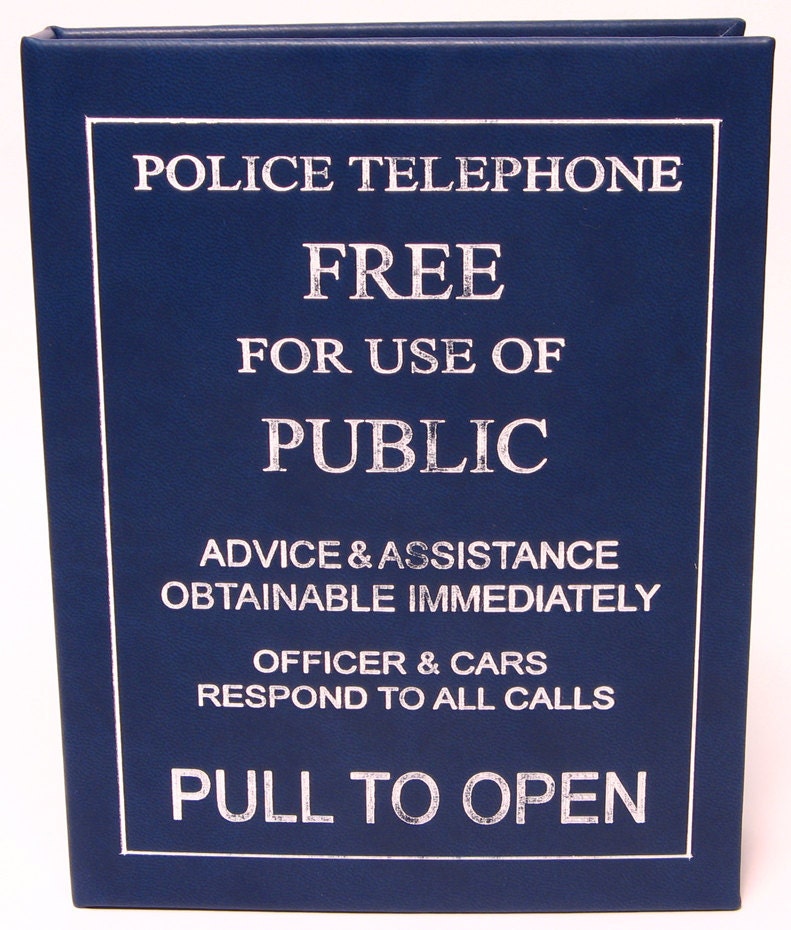 POLICE TELEPHONE
FREE
FOR USE OF
PUBLIC
ADVICE & ASSISTANCE
OBTAINABLE IMMEDIATELY
OFFICER & CARS
RESPOND TO ALL CALLS
PULL TO OPEN